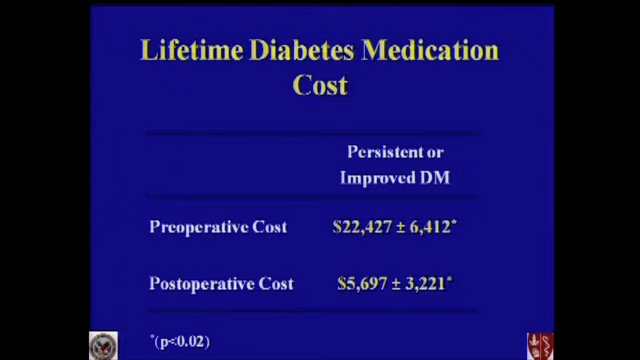 Lifetime Diabetes Medication
Cost
Persistent or
Improved DM
Preoperative Cost $22,427 ± 6,412*
Postoperative Cost $5,697 ± 3,221*
*(p<0.02)